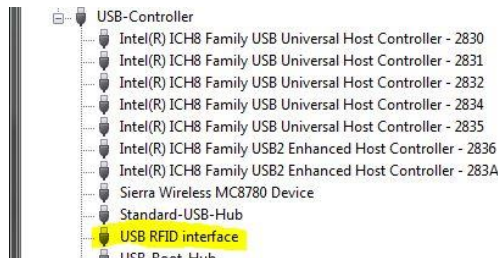 USB-Controller
Intel(R) ICH8 Family USB Universal Host Controller - 2830
Intel(R) ICH8 Family USB Universal Host Controller - 2831
Intel(R) ICH8 Family USB Universal Host Controller - 2832
Intel(R) ICH8 Family USB Universal Host Controller - 2834
Intel(R) ICH8 Family USB Universal Host Controller - 2835
Intel(R) ICH8 Family USB2 Enhanced Host Controller - 2836
Intel(R) ICH8 Family USB2 Enhanced Host Controller - 283A
Sierra Wireless MC8780 Device
Standard-USB-Hub
USB RFID interface
USB-Root-Hub